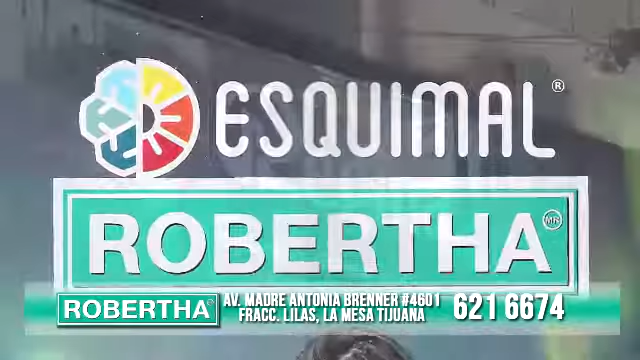 ESQUIMAL®
ROBERTHA MR
ROBERTHA
AV. MADRE ANTONIA BRENNER #4601
FRACC. LILAS, LA MESA TIJUANA
621 6674